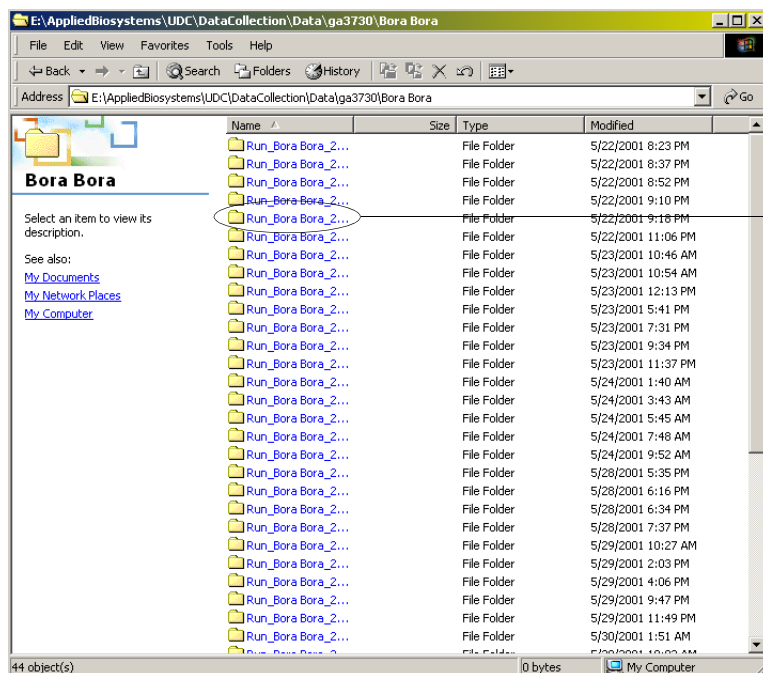 E:\AppliedBiosystems\UDC\DataCollection\Data\ga3730\Bora Bora
File Edit View Favorites Tools Help
Back Search Folders History
Address E:\AppliedBiosystems\UDC\DataCollection\Data\ga3730\Bora Bora Go
Name Size Type Modified
Bora Bora
Select an item to view its
description.
See also:
My Documents
My Network Places
My Computer
Run_Bora Bora_2... File Folder 5/22/2001 8:23 PM
Run_Bora Bora_2... File Folder 5/22/2001 8:37 PM
Run_Bora Bora_2... File Folder 5/22/2001 8:52 PM
Run_Bora Bora_2... File Folder 5/22/2001 9:10 PM
Run_Bora Bora_2... File Folder 5/22/2001 9:18 PM
Run_Bora Bora_2... File Folder 5/22/2001 11:06 PM
Run_Bora Bora_2... File Folder 5/23/2001 10:46 AM
Run_Bora Bora_2... File Folder 5/23/2001 10:54 AM
Run_Bora Bora_2... File Folder 5/23/2001 12:13 PM
Run_Bora Bora_2... File Folder 5/23/2001 5:41 PM
Run_Bora Bora_2... File Folder 5/23/2001 7:31 PM
Run_Bora Bora_2... File Folder 5/23/2001 9:34 PM
Run_Bora Bora_2... File Folder 5/23/2001 11:37 PM
Run_Bora Bora_2... File Folder 5/24/2001 1:40 AM
Run_Bora Bora_2... File Folder 5/24/2001 3:43 AM
Run_Bora Bora_2... File Folder 5/24/2001 5:45 AM
Run_Bora Bora_2... File Folder 5/24/2001 7:48 AM
Run_Bora Bora_2... File Folder 5/24/2001 9:52 AM
Run_Bora Bora_2... File Folder 5/28/2001 5:35 PM
Run_Bora Bora_2... File Folder 5/28/2001 6:16 PM
Run_Bora Bora_2... File Folder 5/28/2001 6:34 PM
Run_Bora Bora_2... File Folder 5/28/2001 7:37 PM
Run_Bora Bora_2... File Folder 5/29/2001 10:27 AM
Run_Bora Bora_2... File Folder 5/29/2001 2:03 PM
Run_Bora Bora_2... File Folder 5/29/2001 4:06 PM
Run_Bora Bora_2... File Folder 5/29/2001 9:47 PM
Run_Bora Bora_2... File Folder 5/29/2001 11:49 PM
Run_Bora Bora_2... File Folder 5/30/2001 1:51 AM
44 object(s) 0 bytes My Computer